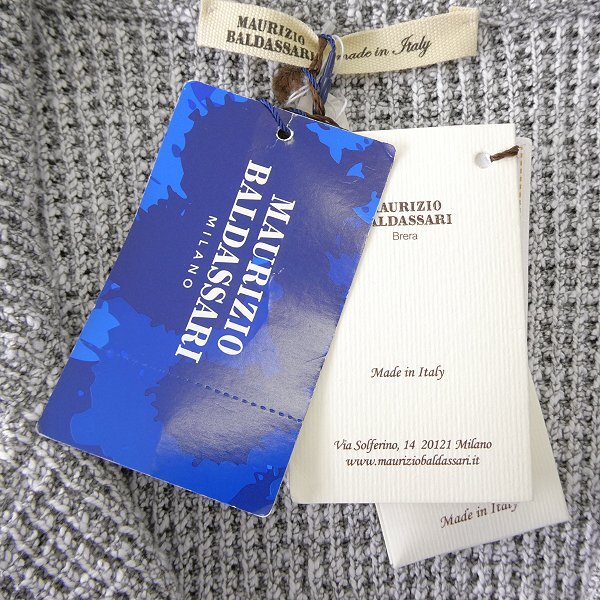 MAURIZIO
BALDASSARI
made in Italy
MAURIZIO
BALDASSARI
MILANO
MAURIZIO
BALDASSARI
Brera
Made in Italy
Via Solferino, 14 20121 Milano
www.mauriziobaldassari.it
Made in Italy